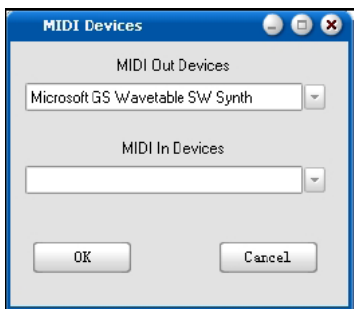 MIDI Devices
MIDI Out Devices
Microsoft GS Wavetable SW Synth
MIDI In Devices
OK
Cancel